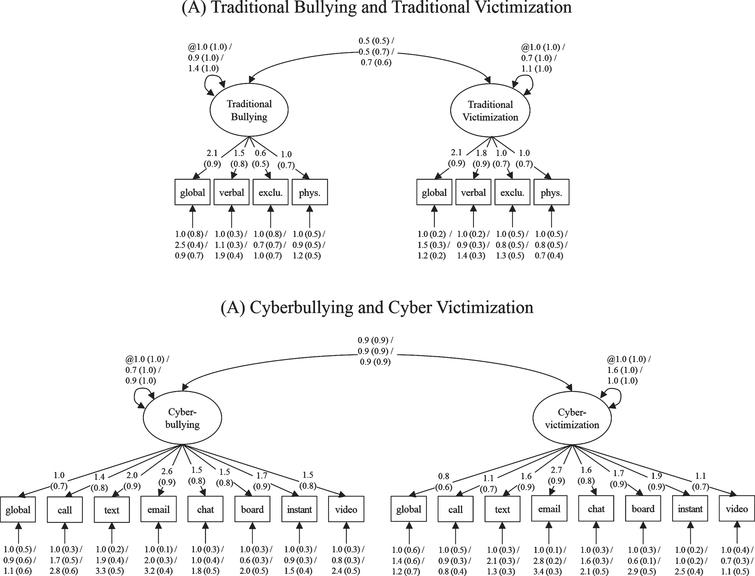 (A) Traditional Bullying and Traditional Victimization
@1.0 (1.0) /
0.9 (1.0) /
1.4 (1.0)
0.5 (0.5) /
0.5 (0.7) /
0.7 (0.6)
@1.0 (1.0) /
0.7 (1.0) /
1.1 (1.0)
Traditional
Bullying
Traditional
Victimization
2.1
(0.9)
1.5
(0.8)
0.6
(0.5)
1.0
(0.7)
2.1
(0.9)
1.8
(0.9)
1.0
(0.7)
1.0
(0.7)
global verbal exclu. phys. global verbal exclu. phys.
1.0 (0.8) / 1.0 (0.3) / 1.0 (0.8) / 1.0 (0.5) / 1.0 (0.2) / 1.0 (0.2) / 1.0 (0.5) / 1.0 (0.5) /
2.5 (0.4) / 1.1 (0.3) / 0.7 (0.7) / 0.9 (0.5) / 1.5 (0.3) / 0.9 (0.3) / 0.8 (0.5) / 0.8 (0.5) /
0.9 (0.7) 1.9 (0.4) 1.0 (0.7) 1.2 (0.5) 1.2 (0.2) 1.4 (0.3) 1.3 (0.5) 0.7 (0.4)
(A) Cyberbullying and Cyber Victimization
@1.0 (1.0) /
0.7 (1.0) /
0.9 (1.0)
0.9 (0.9) /
0.9 (0.9) /
0.9 (0.9)
@1.0 (1.0) /
1.6 (1.0) /
1.0 (1.0)
Cyber-
bullying
Cyber-
victimization
1.0
(0.7)
1.4
(0.8)
2.0
(0.9)
2.6
(0.9)
1.5
(0.8)
1.5
(0.8)
1.7
(0.9)
1.5
(0.8)
0.8
(0.6)
1.1
(0.7)
1.6
(0.9)
2.7
(0.9)
1.6
(0.8)
1.7
(0.9)
1.9
(0.9)
1.1
(0.7)
global call text email chat board instant video global call text email chat board instant video
1.0 (0.5) / 1.0 (0.3) / 1.0 (0.2) / 1.0 (0.1) / 1.0 (0.3) / 1.0 (0.3) / 1.0 (0.3) / 1.0 (0.3) / 1.0 (0.6) / 1.0 (0.5) / 1.0 (0.3) / 1.0 (0.1) / 1.0 (0.3) / 1.0 (0.3) / 1.0 (0.2) / 1.0 (0.4) /
0.9 (0.6) / 1.7 (0.5) / 1.9 (0.4) / 2.0 (0.3) / 1.0 (0.4) / 0.6 (0.3) / 0.9 (0.3) / 0.8 (0.3) / 1.4 (0.6) / 0.9 (0.3) / 2.1 (0.3) / 2.8 (0.2) / 1.6 (0.3) / 0.6 (0.1) / 1.0 (0.2) / 0.7 (0.5) /
1.1 (0.6) 2.8 (0.6) 3.3 (0.5) 3.2 (0.4) 1.8 (0.5) 2.0 (0.5) 1.5 (0.4) 2.4 (0.5) 1.2 (0.7) 0.8 (0.4) 1.3 (0.3) 3.4 (0.3) 2.1 (0.5) 2.9 (0.5) 2.5 (0.4) 1.1 (0.5)